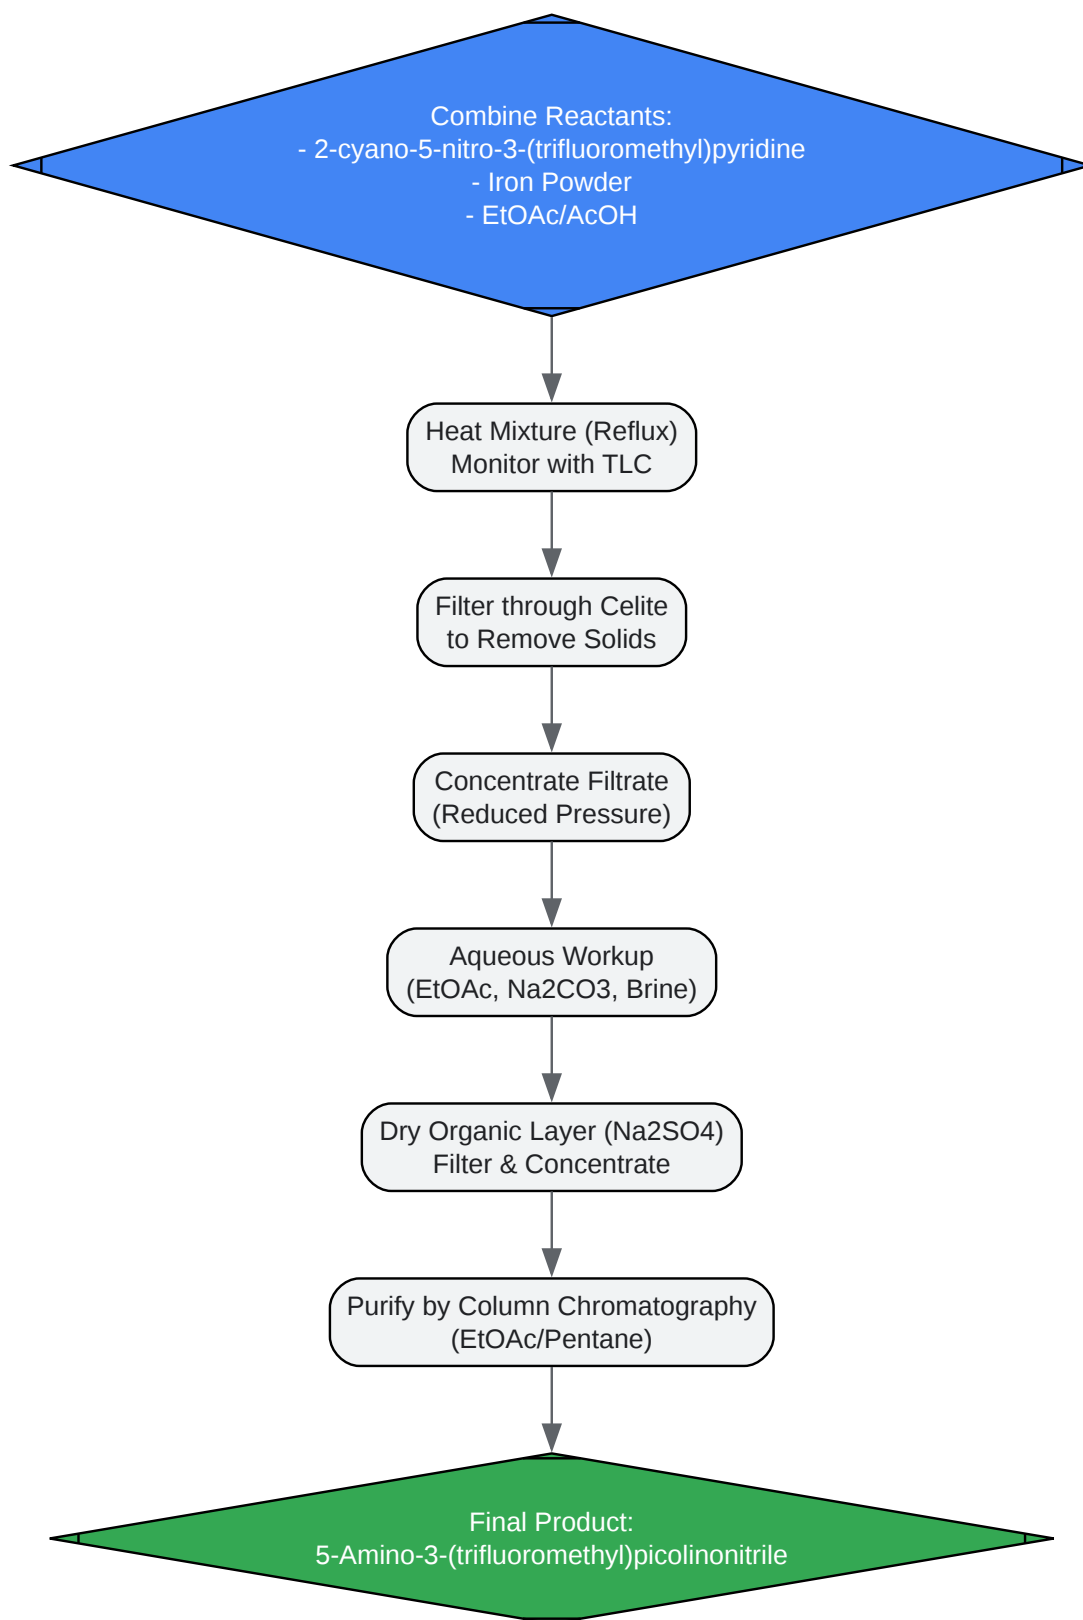 Combine Reactants:
- 2-cyano-5-nitro-3-(trifluoromethyl)pyridine
- Iron Powder
- EtOAc/AcOH
Heat Mixture (Reflux)
Monitor with TLC
Filter through Celite
to Remove Solids
Concentrate Filtrate
(Reduced Pressure)
Aqueous Workup
(EtOAc, Na2CO3, Brine)
Dry Organic Layer (Na2SO4)
Filter & Concentrate
Purify by Column Chromatography
(EtOAc/Pentane)
Final Product:
5-Amino-3-(trifluoromethyl)picolinonitrile